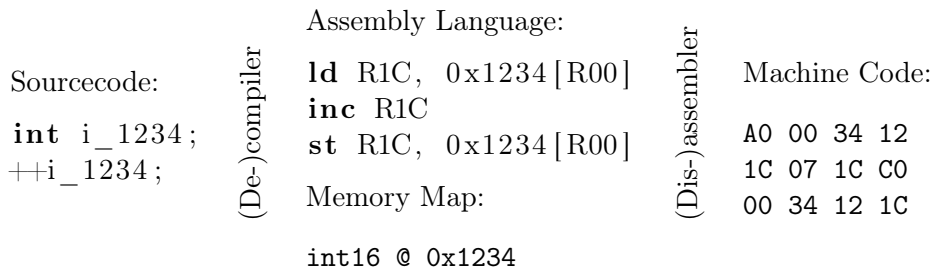 Sourcecode:
int i_1234;
++i_1234;
(De-)compiler
Assembly Language:
ld R1C, 0x1234[R00]
inc R1C
st R1C, 0x1234[R00]
Memory Map:
int16 @ 0x1234
(Dis-)assembler
Machine Code:
A0 00 34 12
1C 07 1C C0
00 34 12 1C